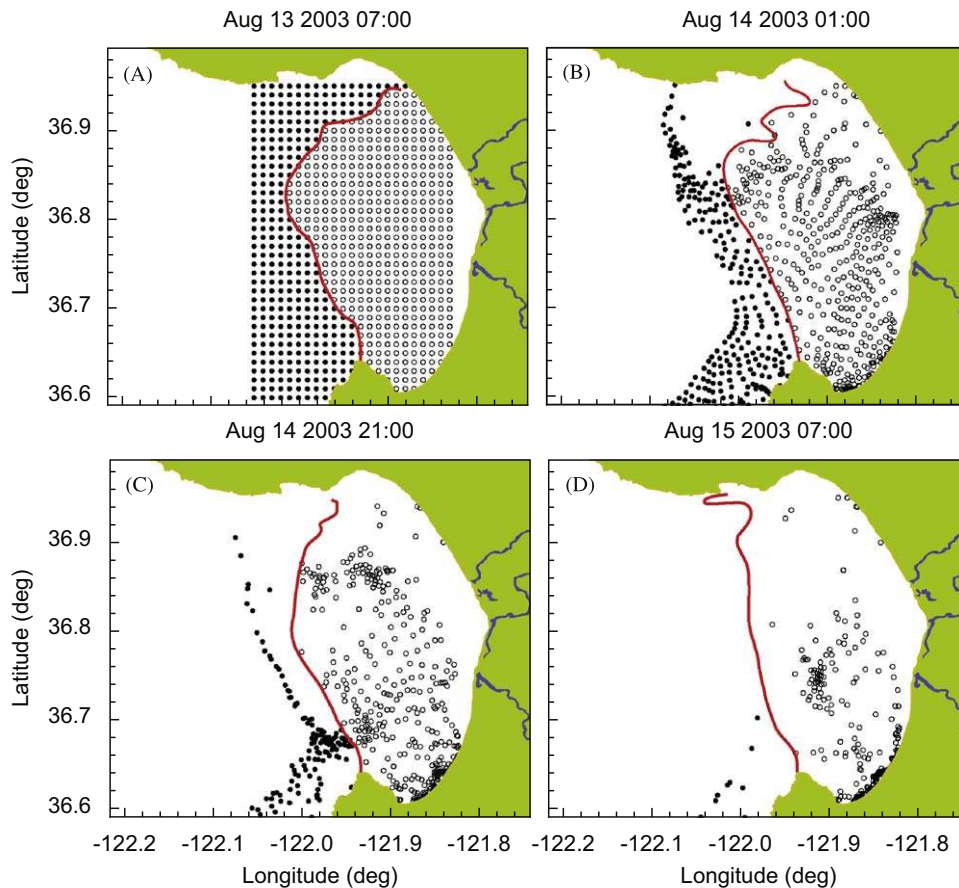 Aug 13 2003 07:00
Aug 14 2003 01:00
(A)
(B)
36.9
36.8
36.7
36.6
Latitude (deg)
Aug 14 2003 21:00
Aug 15 2003 07:00
(C)
(D)
36.9
36.8
36.7
36.6
Latitude (deg)
-122.2 -122.1 -122.0 -121.9 -121.8
-122.2 -122.1 -122.0 -121.9 -121.8
Longitude (deg)
Longitude (deg)